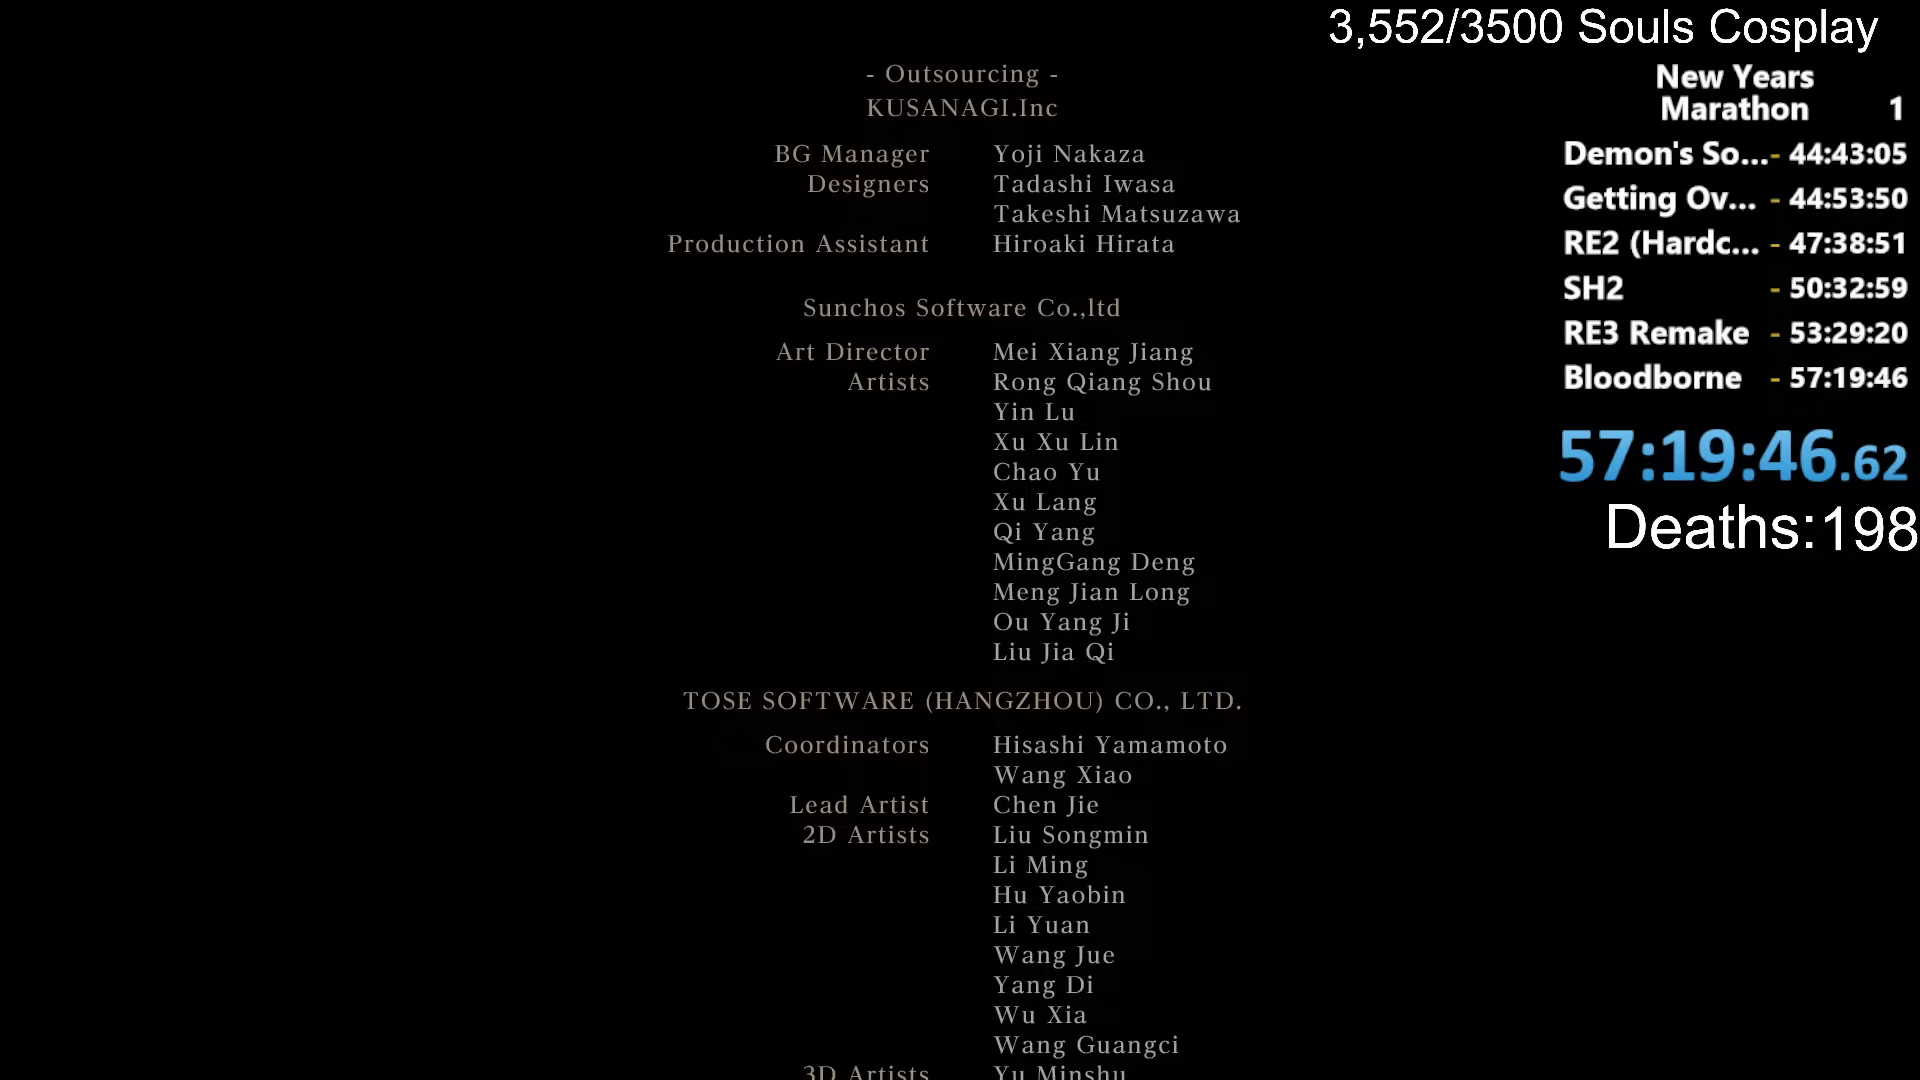 3,552/3500 Souls Cosplay
- Outsourcing -
KUSANAGI.Inc
BG Manager Yoji Nakaza
Designers Tadashi Iwasa
Takeshi Matsuzawa
Production Assistant Hiroaki Hirata
Sunchos Software Co.,ltd
Art Director Mei Xiang Jiang
Artists Rong Qiang Shou
Yin Lu
Xu Xu Lin
Chao Yu
Xu Lang
Qi Yang
MingGang Deng
Meng Jian Long
Ou Yang Ji
Liu Jia Qi
TOSE SOFTWARE (HANGZHOU) CO., LTD.
Coordinators Hisashi Yamamoto
Wang Xiao
Lead Artist Chen Jie
2D Artists Liu Songmin
Li Ming
Hu Yaobin
Li Yuan
Wang Jue
Yang Di
Wu Xia
Wang Guangci
3D Artists Yu Minshu
New Years
Marathon 1
Demon's So... - 44:43:05
Getting Ov... - 44:53:50
RE2 (Hardc... - 47:38:51
SH2 - 50:32:59
RE3 Remake - 53:29:20
Bloodborne - 57:19:46
57:19:46.62
Deaths:198